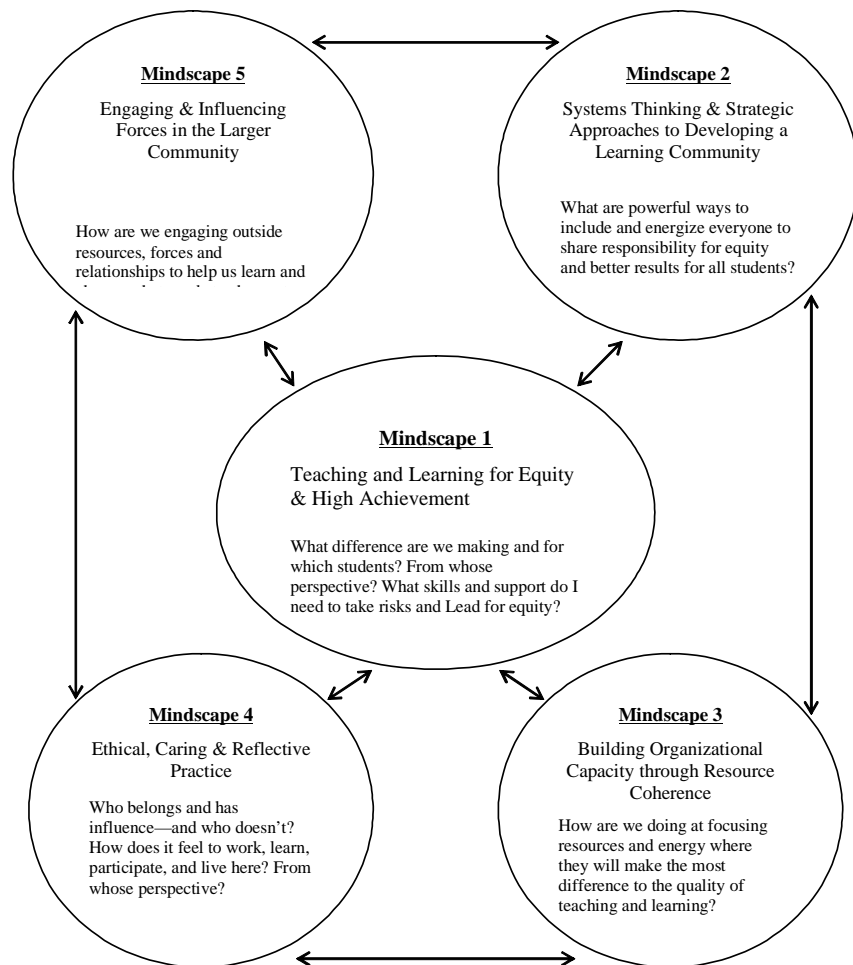 Mindscape 5
Engaging & Influencing
Forces in the Larger
Community
How are we engaging outside
resources, forces and
relationships to help us learn and
Mindscape 2
Systems Thinking & Strategic
Approaches to Developing a
Learning Community
What are powerful ways to
include and energize everyone to
share responsibility for equity
and better results for all students?
Mindscape 1
Teaching and Learning for Equity
& High Achievement
What difference are we making and for
which students? From whose
perspective? What skills and support do I
need to take risks and Lead for equity?
Mindscape 4
Ethical, Caring & Reflective
Practice
Who belongs and has
influence—and who doesn’t?
How does it feel to work, learn,
participate, and live here? From
whose perspective?
Mindscape 3
Building Organizational
Capacity through Resource
Coherence
How are we doing at focusing
resources and energy where
they will make the most
difference to the quality of
teaching and learning?